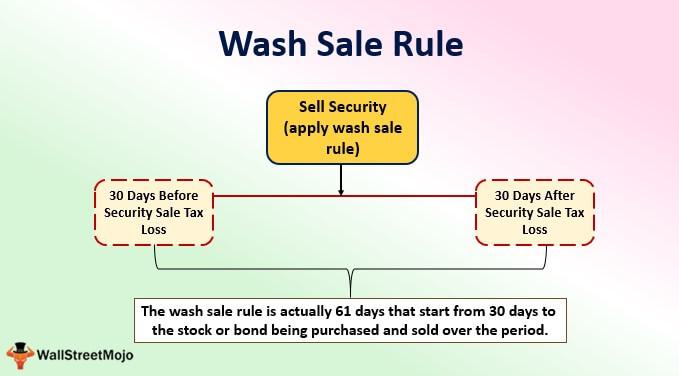 Wash Sale Rule
Sell Security
(apply wash sale
rule)
30 Days Before
Security Sale Tax
Loss
30 Days After
Security Sale Tax
Loss
The wash sale rule is actually 61 days that start from 30 days to
the stock or bond being purchased and sold over the period.
WallStreetMojo